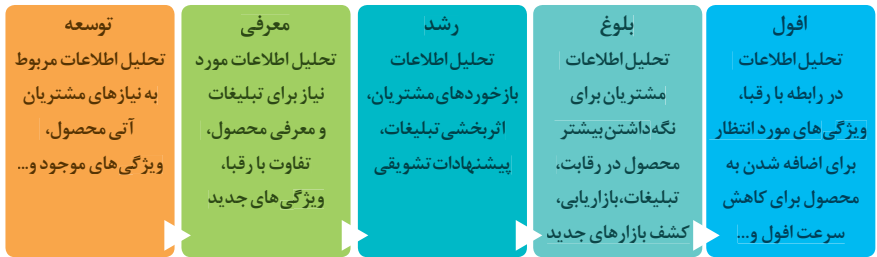 توسعه
تحلیل اطلاعات مربوط
به نیازهای مشتریان
آتی محصول،
ویژگی‌های موجود و...
معرفی
تحلیل اطلاعات مورد
نیاز برای تبلیغات
و معرفی محصول،
تفاوت با رقبا،
ویژگی‌های جدید
رشد
تحلیل اطلاعات
بازخوردهای مشتریان،
اثربخشی تبلیغات،
پیشنهادات تشویقی
بلوغ
تحلیل اطلاعات
مشتریان برای
نگه‌داشتن بیشتر
محصول در رقابت،
تبلیغات، بازاریابی،
کشف بازارهای جدید
افول
تحلیل اطلاعات
در رابطه با رقبا،
ویژگی‌های مورد انتظار
برای اضافه شدن به
محصول برای کاهش
سرعت افول و...